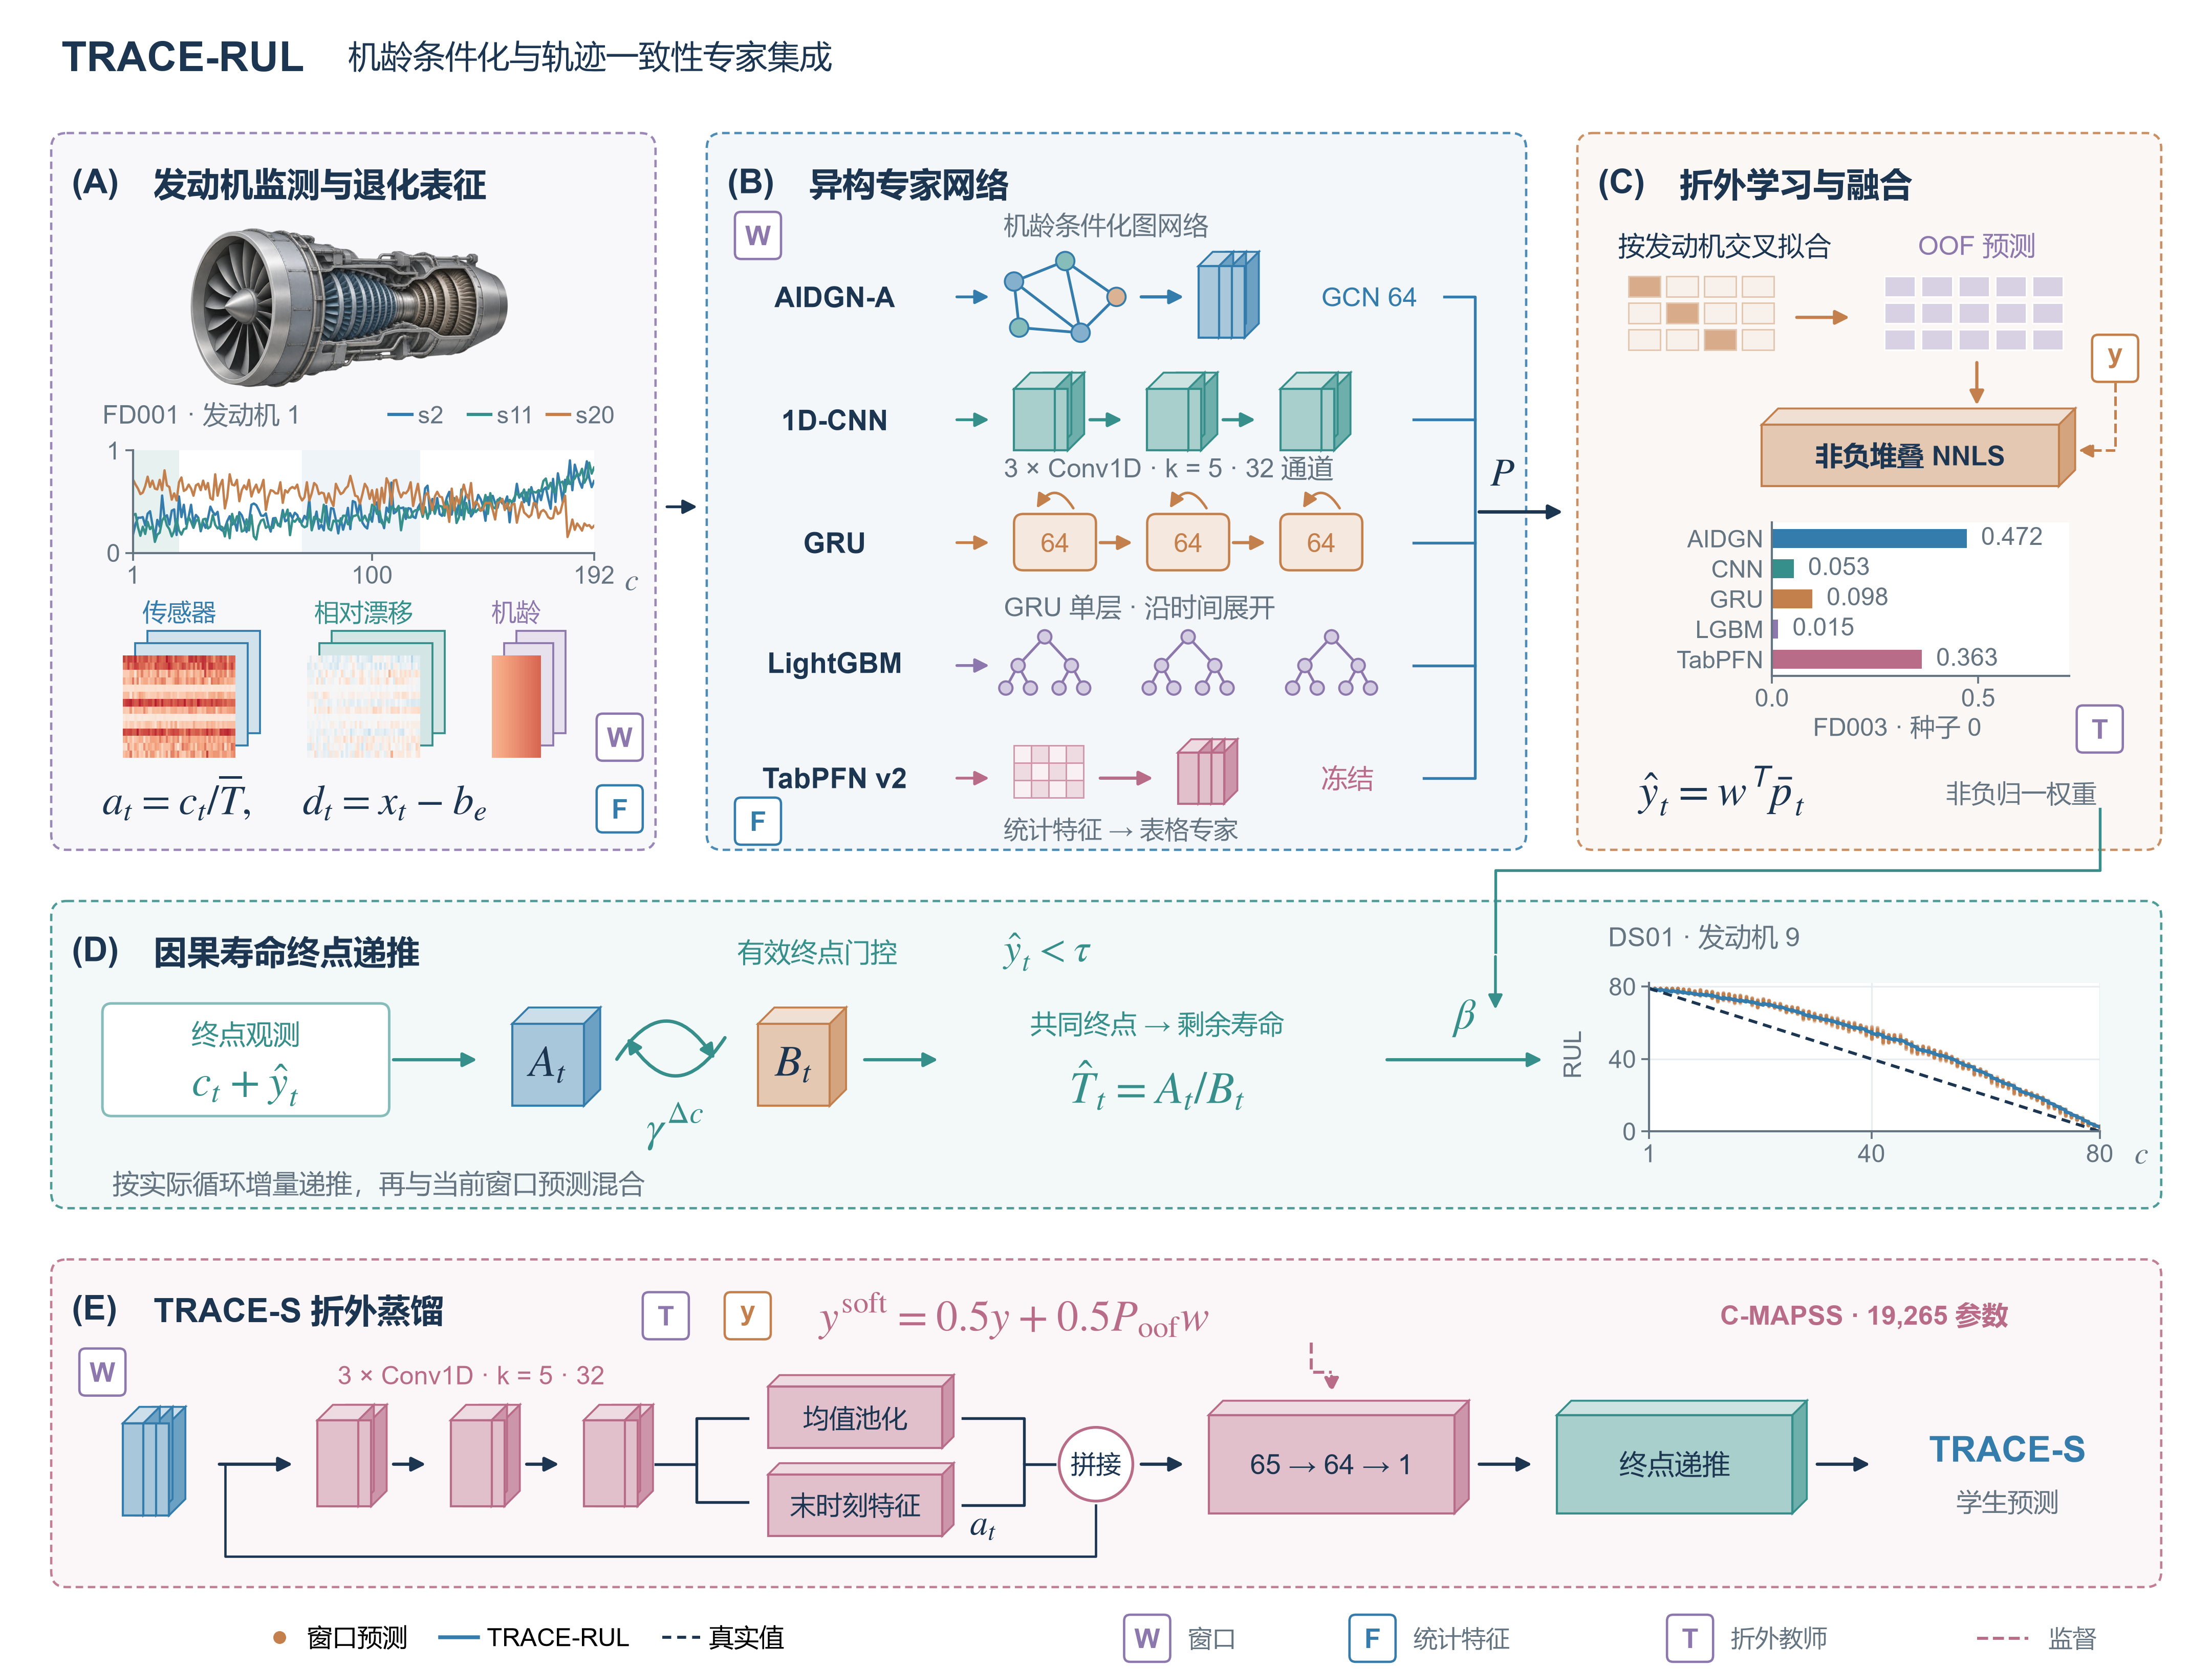 TRACE-RUL 机龄条件化与轨迹一致性专家集成
(A) 发动机监测与退化表征
FD001 · 发动机 1
s2 s11 s20
1
0
1 100 192 c
传感器 相对漂移 机龄
W
a_t = c_t/T̅, d_t = x_t − b_e
F
(B) 异构专家网络
W
机龄条件化图网络
AIDGN-A
GCN 64
1D-CNN
3 × Conv1D · k = 5 · 32 通道
P
GRU
64 64 64
GRU 单层 · 沿时间展开
LightGBM
TabPFN v2
冻结
F
统计特征 → 表格专家
(C) 折外学习与融合
按发动机交叉拟合 OOF 预测
y
非负堆叠 NNLS
AIDGN 0.472
CNN 0.053
GRU 0.098
LGBM 0.015
TabPFN 0.363
0.0 0.5
FD003 · 种子 0
T
ŷ_t = w^T p̄_t
非负归一权重
(D) 因果寿命终点递推
有效终点门控 ŷ_t < τ
终点观测
c_t + ŷ_t
A_t
B_t
γ^Δc
共同终点 → 剩余寿命
T̂_t = A_t/B_t
β
按实际循环增量递推，再与当前窗口预测混合
DS01 · 发动机 9
RUL
80
40
0
1 40 80 c
(E) TRACE-S 折外蒸馏
T y y^soft = 0.5y + 0.5P_oof w
C-MAPSS · 19,265 参数
W
3 × Conv1D · k = 5 · 32
均值池化
末时刻特征
a_t
拼接
65 → 64 → 1
终点递推
TRACE-S
学生预测
窗口预测 TRACE-RUL 真实值 W 窗口 F 统计特征 T 折外教师 监督